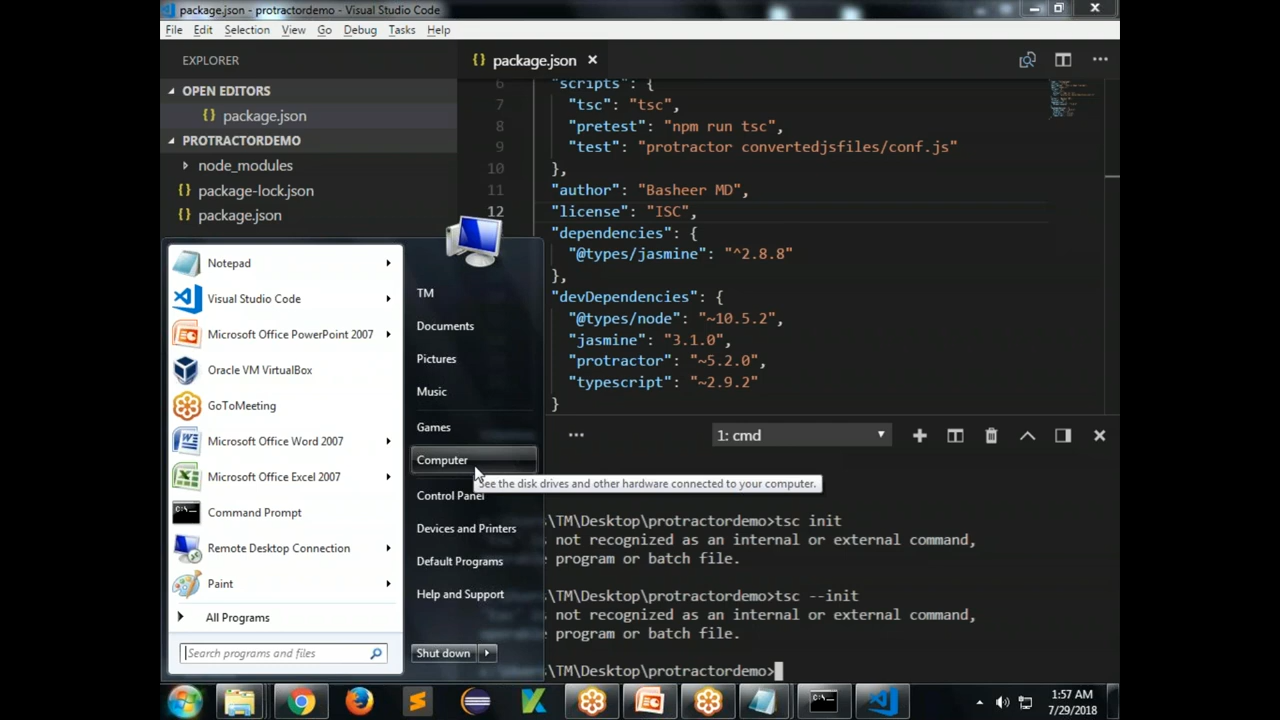 package.json - protractordemo - Visual Studio Code
File Edit Selection View Go Debug Tasks Help
EXPLORER
OPEN EDITORS
{} package.json
PROTRACTORDEMO
node_modules
{} package-lock.json
{} package.json
{} package.json
6 "scripts": {
7 "tsc": "tsc",
8 "pretest": "npm run tsc",
9 "test": "protractor convertedjsfiles/conf.js"
10 },
11 "author": "Basheer MD",
12 "license": "ISC",
"dependencies": {
"@types/jasmine": "^2.8.8"
},
"devDependencies": {
"@types/node": "~10.5.2",
"jasmine": "3.1.0",
"protractor": "~5.2.0",
"typescript": "~2.9.2"
}
1: cmd
\TM\Desktop\protractordemo>tsc init
not recognized as an internal or external command,
program or batch file.
\TM\Desktop\protractordemo>tsc --init
not recognized as an internal or external command,
program or batch file.
\TM\Desktop\protractordemo>
Notepad
Visual Studio Code
Microsoft Office PowerPoint 2007
Oracle VM VirtualBox
GoToMeeting
Microsoft Office Word 2007
Microsoft Office Excel 2007
Command Prompt
Remote Desktop Connection
Paint
All Programs
Search programs and files
TM
Documents
Pictures
Music
Games
Computer
See the disk drives and other hardware connected to your computer.
Control Panel
Devices and Printers
Default Programs
Help and Support
Shut down
1:57 AM
7/29/2018